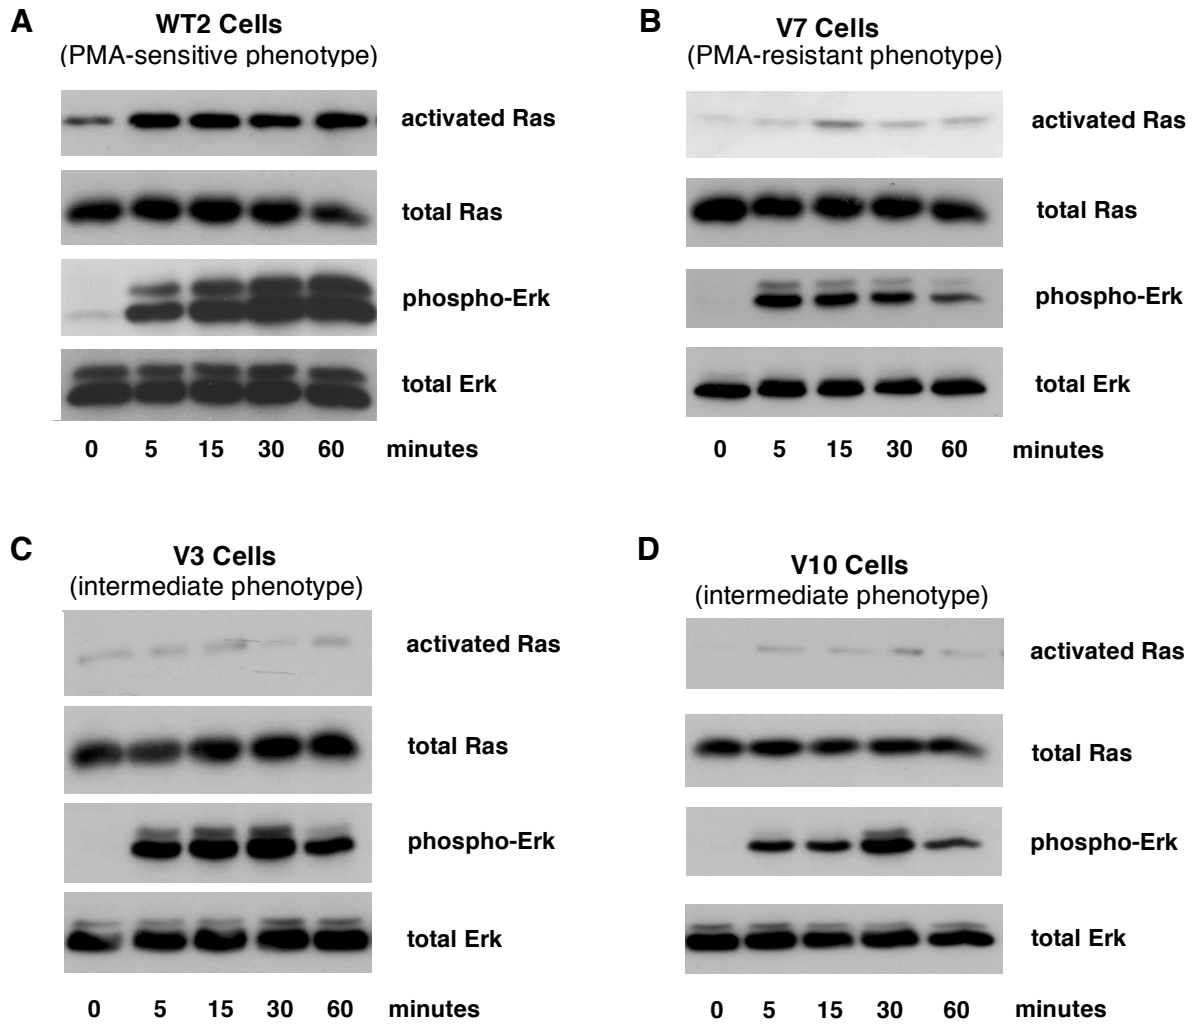 A
WT2 Cells
(PMA-sensitive phenotype)
activated Ras
total Ras
phospho-Erk
total Erk
0 5 15 30 60 minutes
B
V7 Cells
(PMA-resistant phenotype)
activated Ras
total Ras
phospho-Erk
total Erk
0 5 15 30 60 minutes
C
V3 Cells
(intermediate phenotype)
activated Ras
total Ras
phospho-Erk
total Erk
0 5 15 30 60 minutes
D
V10 Cells
(intermediate phenotype)
activated Ras
total Ras
phospho-Erk
total Erk
0 5 15 30 60 minutes